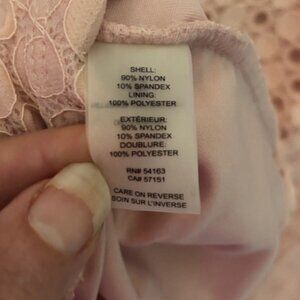 SHELL:
90% NYLON
10% SPANDEX
LINING:
100% POLYESTER
EXTÉRIEUR:
90% NYLON
10% SPANDEX
DOUBLURE:
100% POLYESTER
RN# 54163
CA# 57151
CARE ON REVERSE
SOIN SUR L'INVERSE